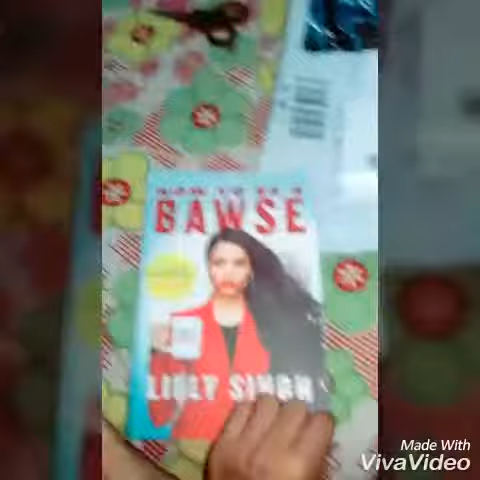 HOW TO BE A
BAWSE
LILLY SINGH
Made With
VivaVideo